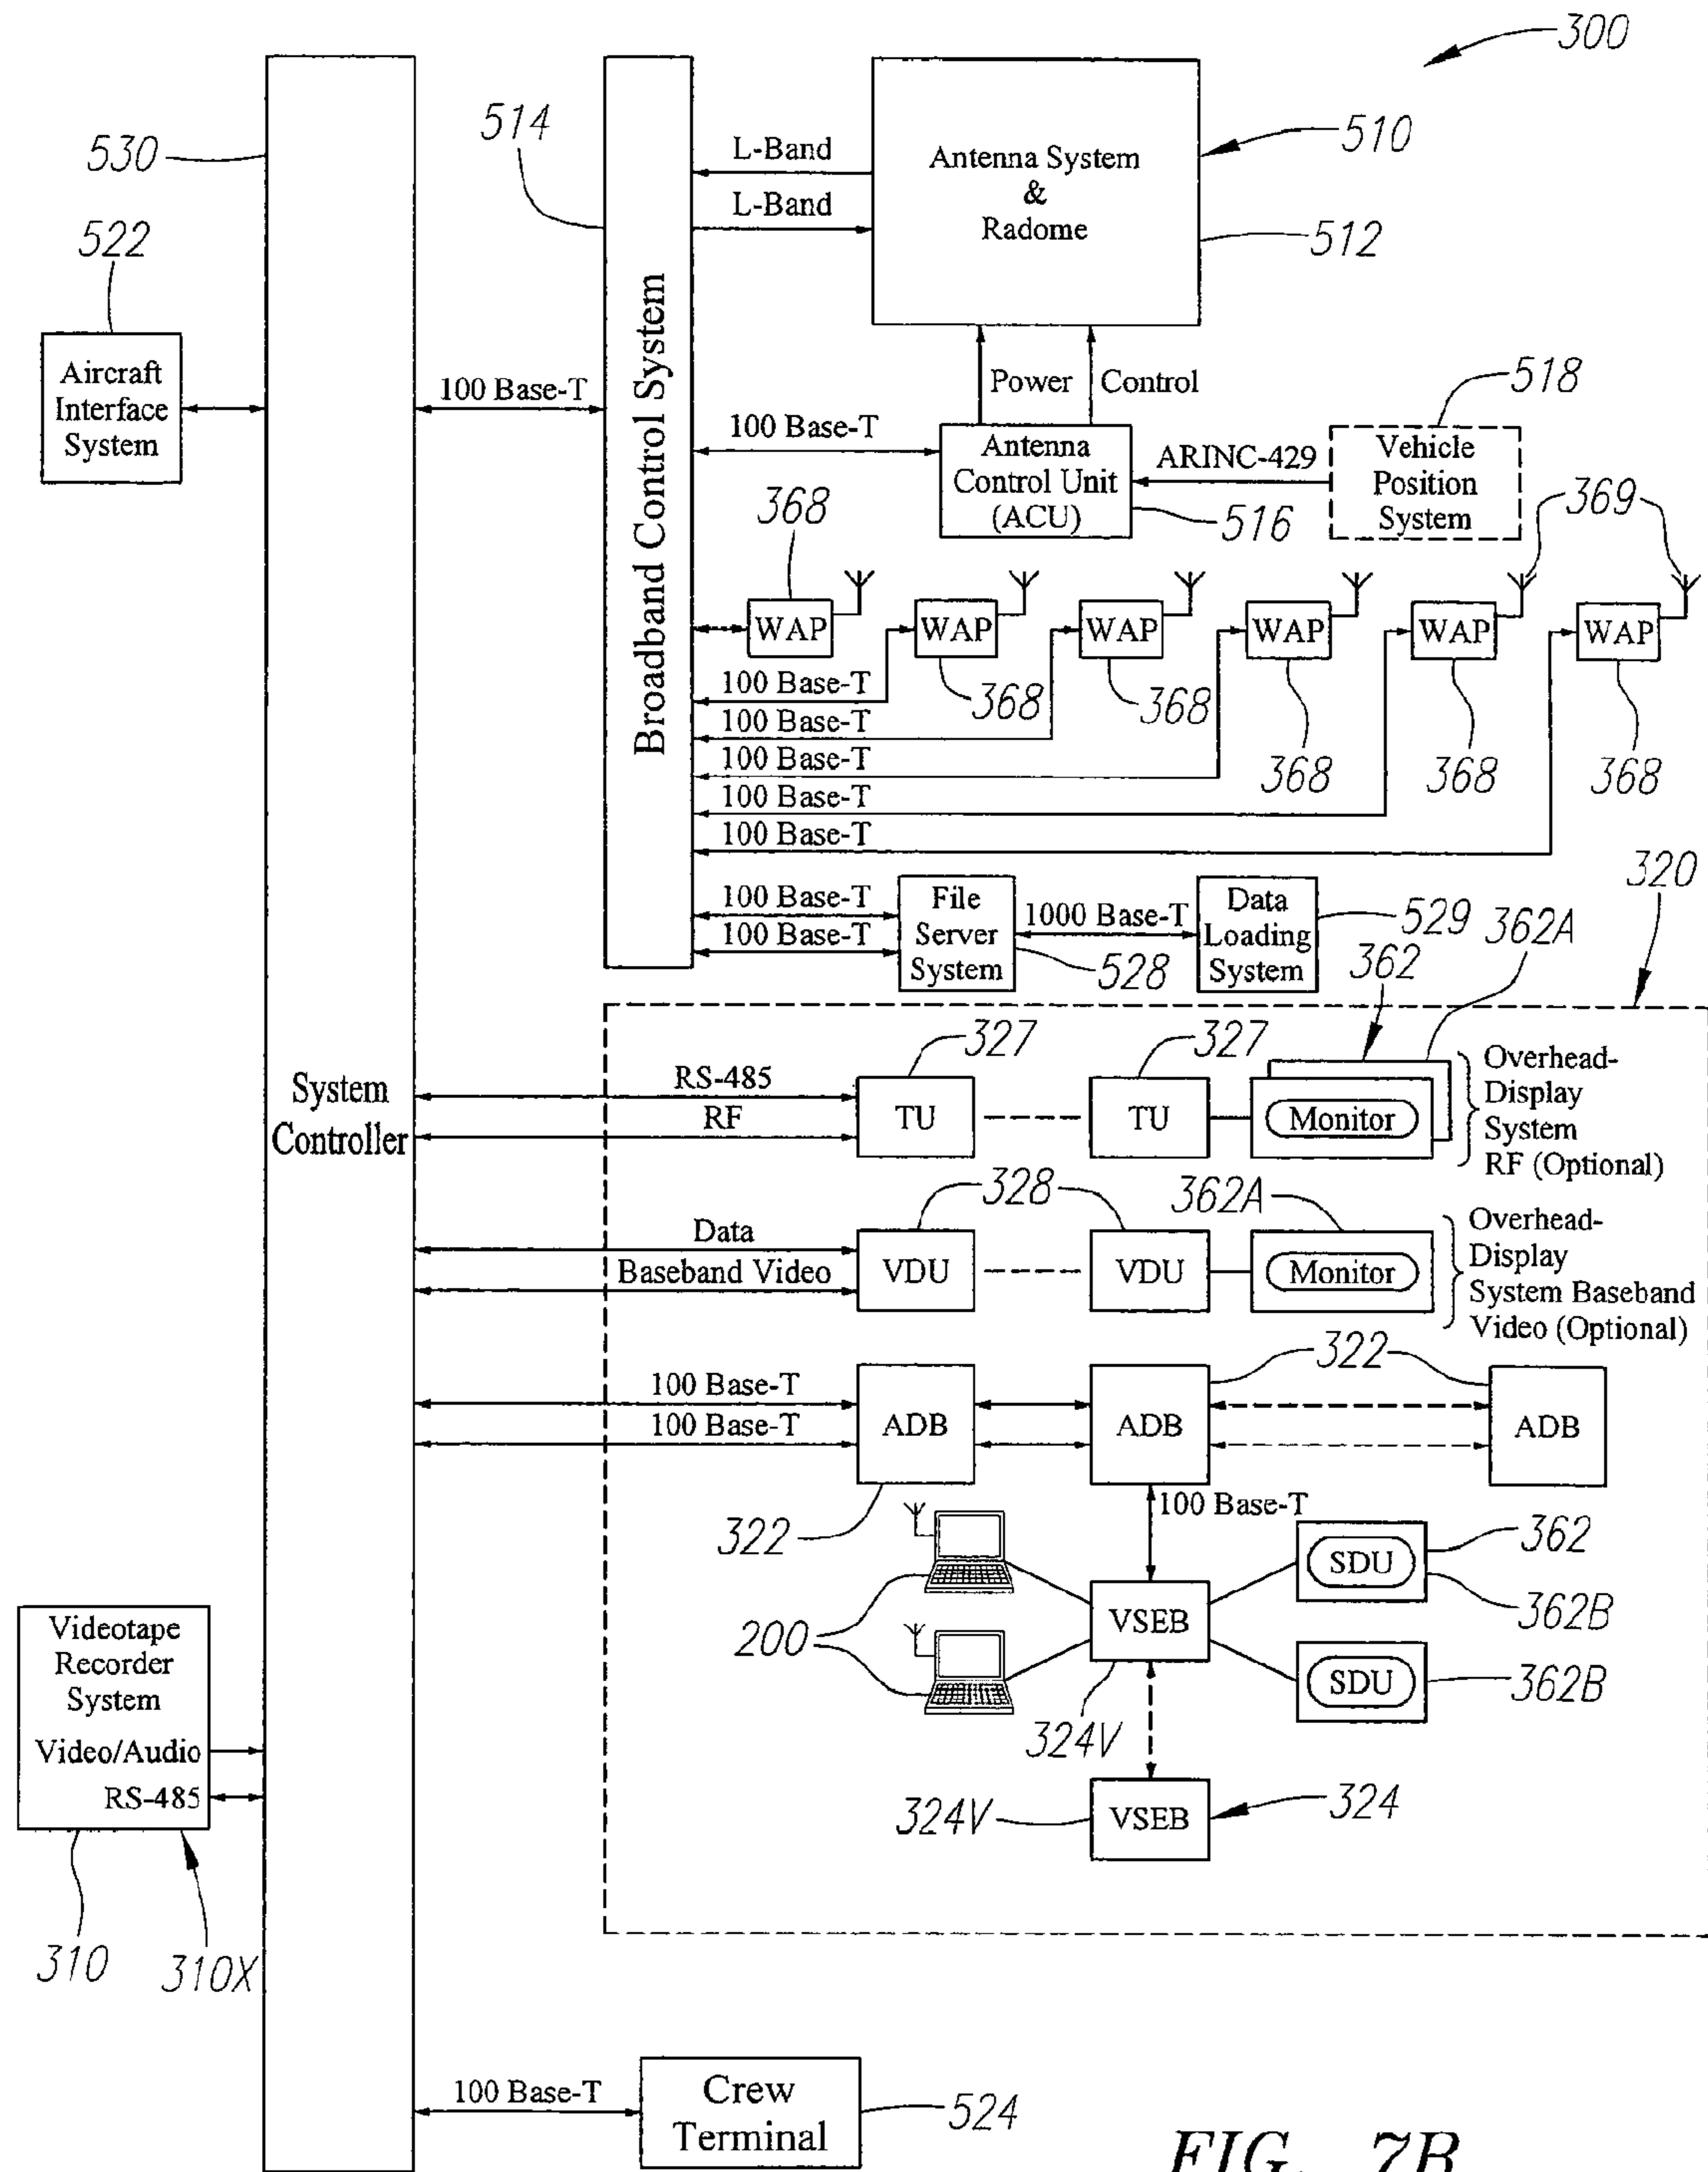 300
530
514
L-Band
L-Band
Antenna System
&
Radome
510
512
522
Aircraft
Interface
System
100 Base-T
Broadband Control System
Power
Control
518
100 Base-T
Antenna
Control Unit
(ACU)
516
ARINC-429
Vehicle
Position
System
369
368
WAP
WAP
WAP
WAP
WAP
WAP
368
368
368
368
368
100 Base-T
100 Base-T
100 Base-T
100 Base-T
100 Base-T
320
100 Base-T
100 Base-T
File
Server
System
528
1000 Base-T
Data
Loading
System
529
362
362A
System
Controller
327
327
RS-485
RF
TU
TU
Monitor
Overhead-
Display
System
RF (Optional)
328
362A
Data
Baseband Video
VDU
VDU
Monitor
Overhead-
Display
System Baseband
Video (Optional)
322
100 Base-T
100 Base-T
ADB
ADB
ADB
322
100 Base-T
200
VSEB
324V
SDU
362
362B
SDU
362B
324V
VSEB
324
Videotape
Recorder
System
Video/Audio
RS-485
310
310X
100 Base-T
Crew
Terminal
524
FIG. 7B